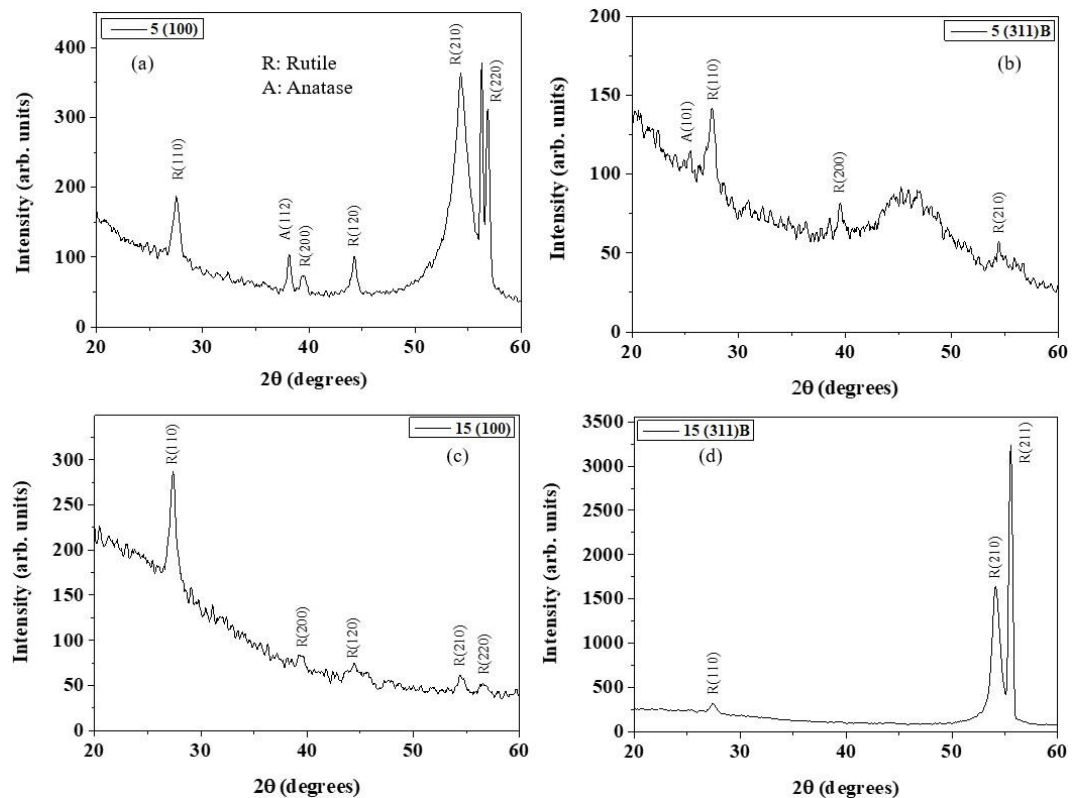 5 (100)
(a)
R: Rutile
A: Anatase
R(110)
A(112)
R(200)
R(120)
R(210)
R(220)
Intensity (arb. units)
400
300
200
100
0
20 30 40 50 60
2θ (degrees)
5 (311)B
(b)
A(101)
R(110)
R(200)
R(210)
Intensity (arb. units)
200
150
100
50
0
20 30 40 50 60
2θ (degrees)
15 (100)
(c)
R(110)
R(200)
R(120)
R(210)
R(220)
Intensity (arb. units)
300
250
200
150
100
50
0
20 30 40 50 60
2θ (degrees)
15 (311)B
(d)
R(110)
R(210)
R(211)
Intensity (arb. units)
3500
3000
2500
2000
1500
1000
500
250
0
20 30 40 50 60
2θ (degrees)